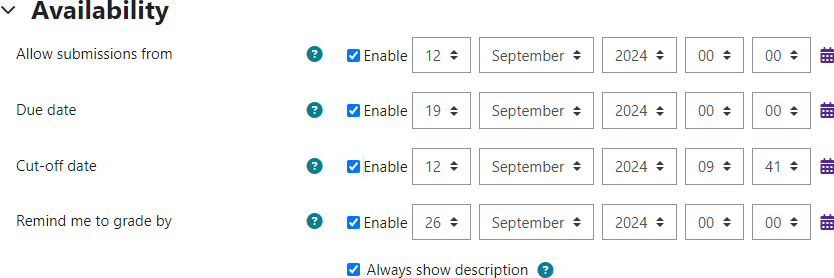 Availability
Allow submissions from ? Enable 12 September 2024 00 00
Due date ? Enable 19 September 2024 00 00
Cut-off date ? Enable 12 September 2024 09 41
Remind me to grade by ? Enable 26 September 2024 00 00
Always show description ?